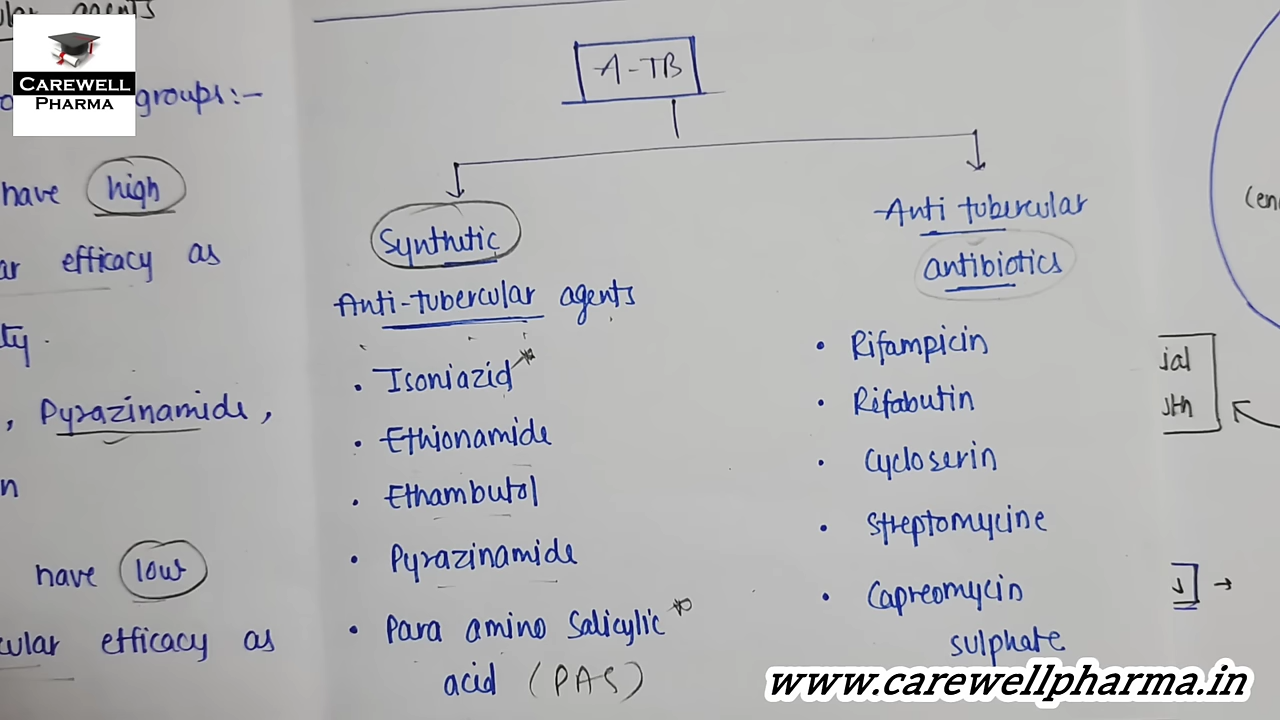 agents
CAREWELL
PHARMA
groups:-
have high
efficacy as
Pyrazinamide,
have low
efficacy as
A-TB
Synthetic
Anti-tubercular agents
• Isoniazid*
• Ethionamide
• Ethambutol
• Pyrazinamide
• Para amino Salicylic*
acid (PAS)
Anti tubercular
antibiotics
• Rifampicin
• Rifabutin
• Cycloserin
• Streptomycine
• Capreomycin
sulphate
www.carewellpharma.in